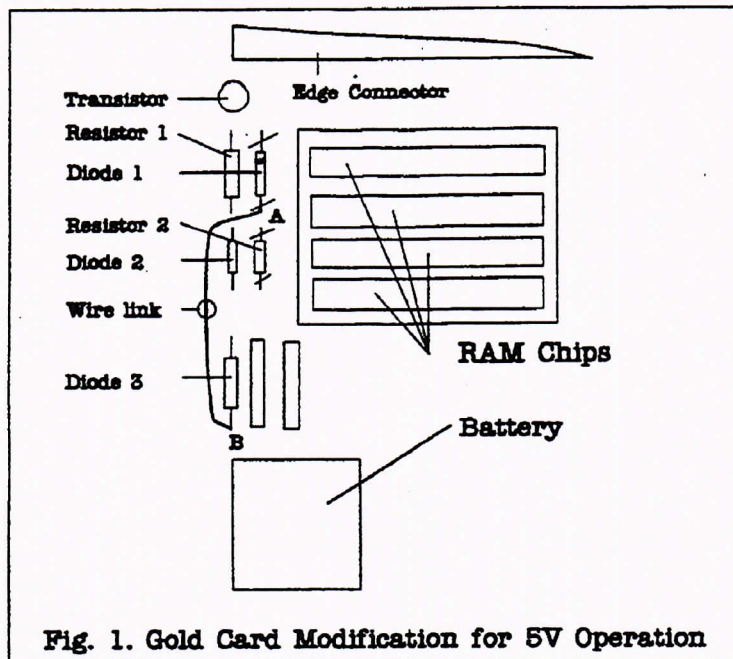 Edge Connector
Transistor
Resistor 1
Diode 1
A
Resistor 2
Diode 2
Wire link
RAM Chips
Diode 3
B
Battery
Fig. 1. Gold Card Modification for 5V Operation